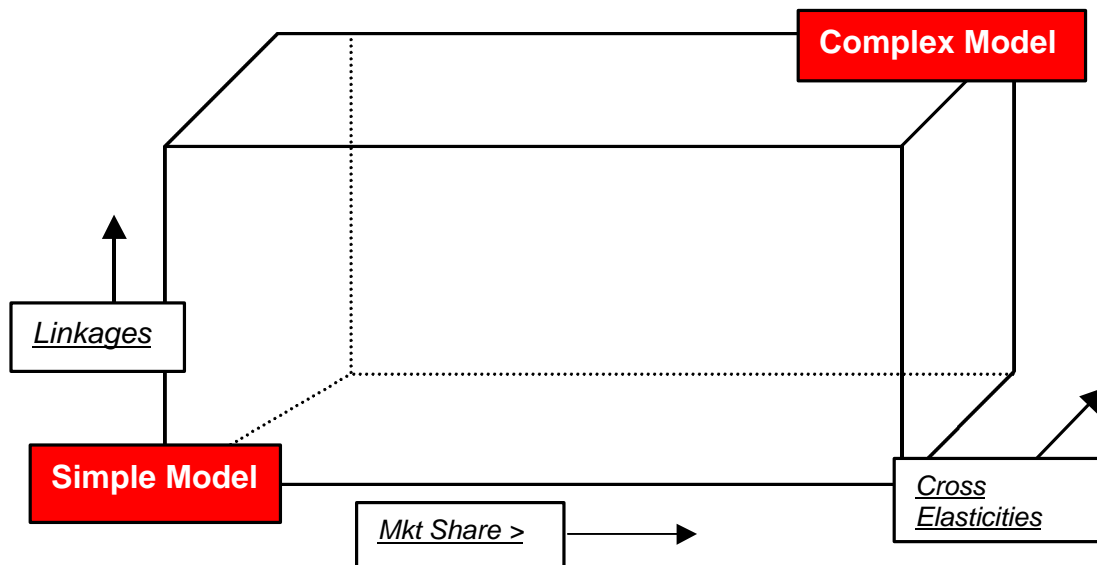 Complex Model
Linkages
Simple Model
Cross
Elasticities
Mkt Share >